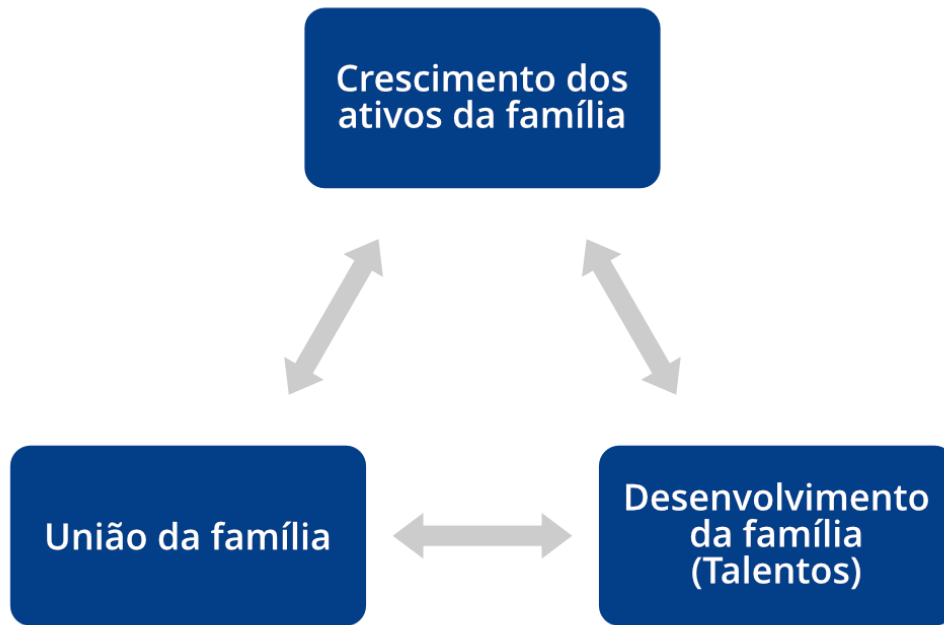 Crescimento dos
ativos da família
União da família
Desenvolvimento
da família
(Talentos)